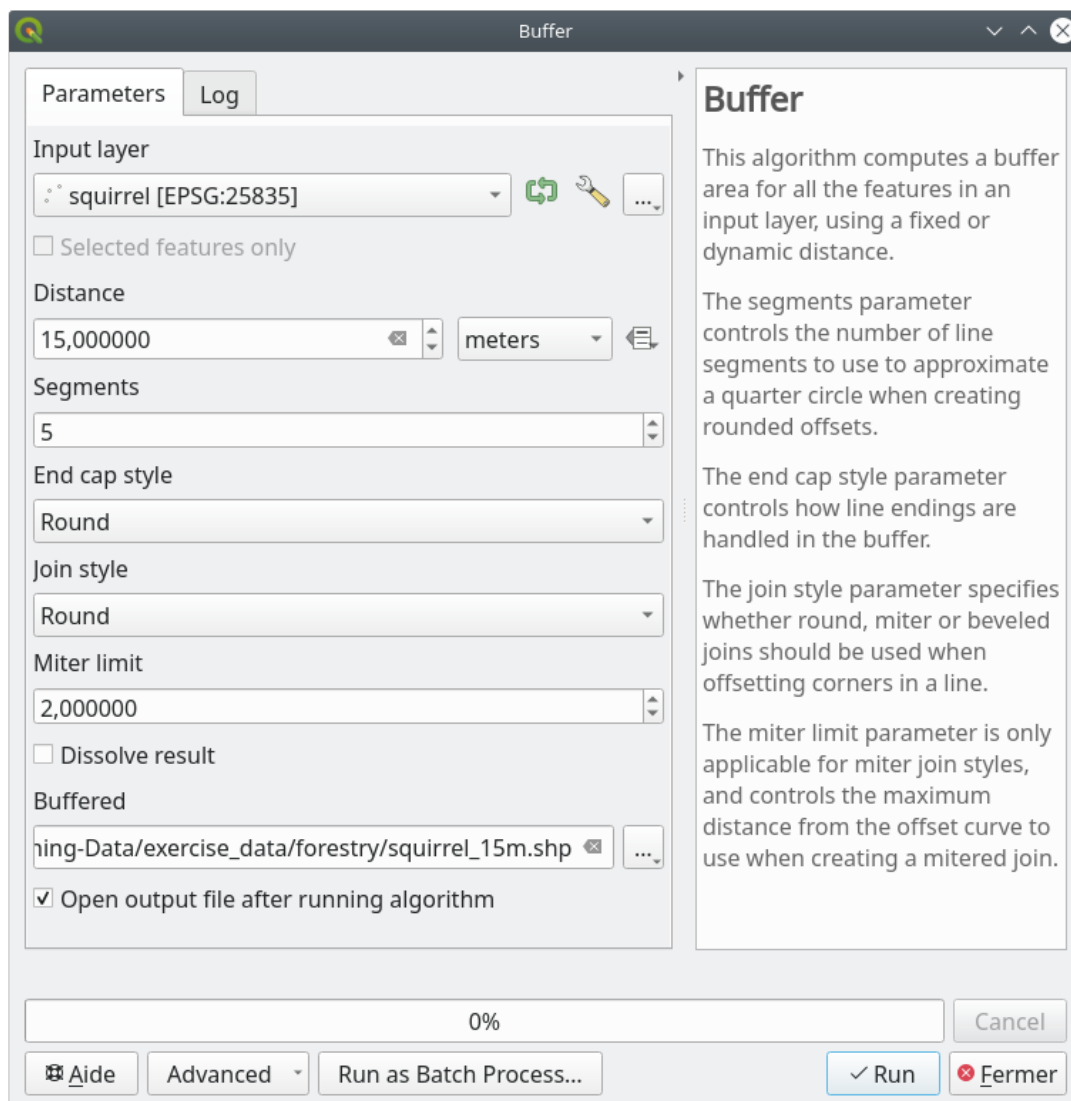 Buffer
Parameters
Log
Input layer
squirrel [EPSG:25835]
...
Selected features only
Distance
15,000000
meters
Segments
5
End cap style
Round
Join style
Round
Miter limit
2,000000
Dissolve result
Buffered
ning-Data/exercise_data/forestry/squirrel_15m.shp
...
Open output file after running algorithm
Buffer
This algorithm computes a buffer
area for all the features in an
input layer, using a fixed or
dynamic distance.
The segments parameter
controls the number of line
segments to use to approximate
a quarter circle when creating
rounded offsets.
The end cap style parameter
controls how line endings are
handled in the buffer.
The join style parameter specifies
whether round, miter or beveled
joins should be used when
offsetting corners in a line.
The miter limit parameter is only
applicable for miter join styles,
and controls the maximum
distance from the offset curve to
use when creating a mitered join.
0%
Cancel
Aide
Advanced
Run as Batch Process...
Run
Fermer